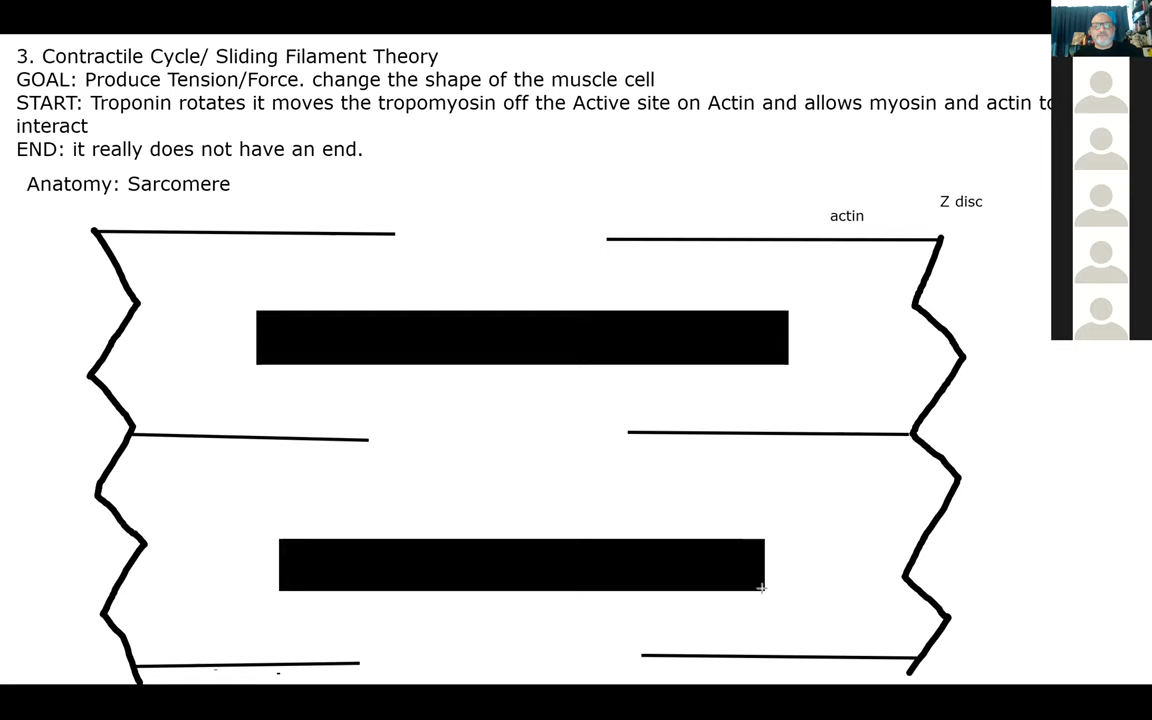 3. Contractile Cycle/ Sliding Filament Theory
GOAL: Produce Tension/Force. change the shape of the muscle cell
START: Troponin rotates it moves the tropomyosin off the Active site on Actin and allows myosin and actin to
interact
END: it really does not have an end.
Anatomy: Sarcomere
Z disc
actin